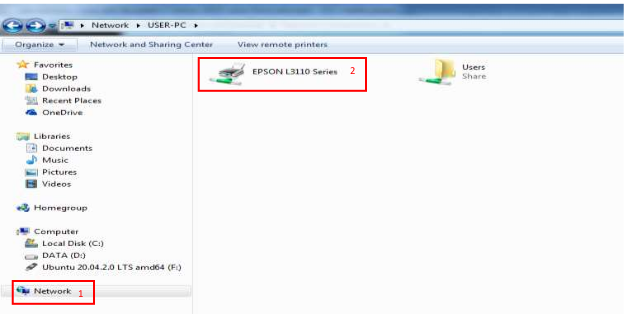 Network ▸ USER-PC ▸
Organize ▾ Network and Sharing Center View remote printers
Favorites
Desktop
Downloads
Recent Places
OneDrive
Libraries
Documents
Music
Pictures
Videos
Homegroup
Computer
Local Disk (C:)
DATA (D:)
Ubuntu 20.04.2.0 LTS amd64 (F:)
Network 1
EPSON L3110 Series 2
Users
Share